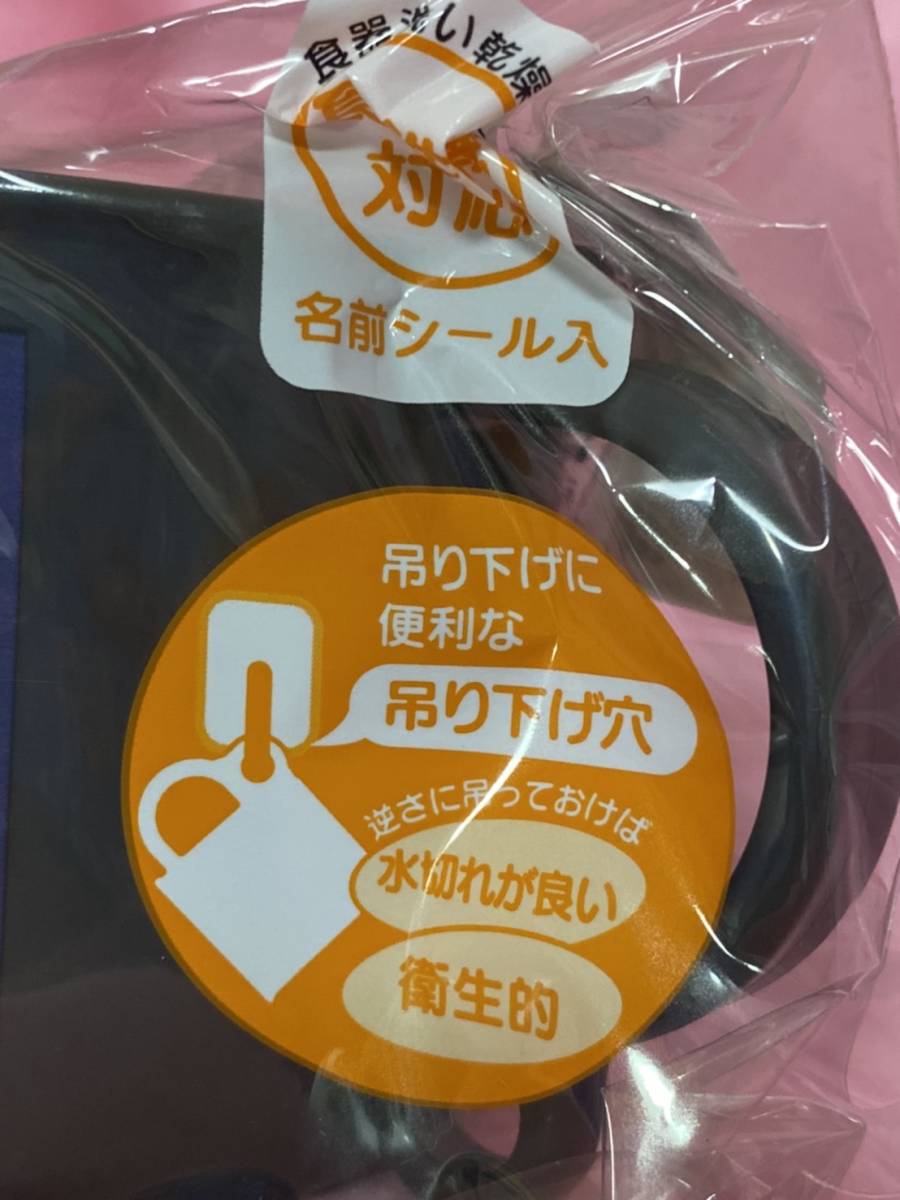 食器洗い乾燥
対応
名前シール入
吊り下げに
便利な
吊り下げ穴
逆さに吊っておけば
水切れが良い
衛生的